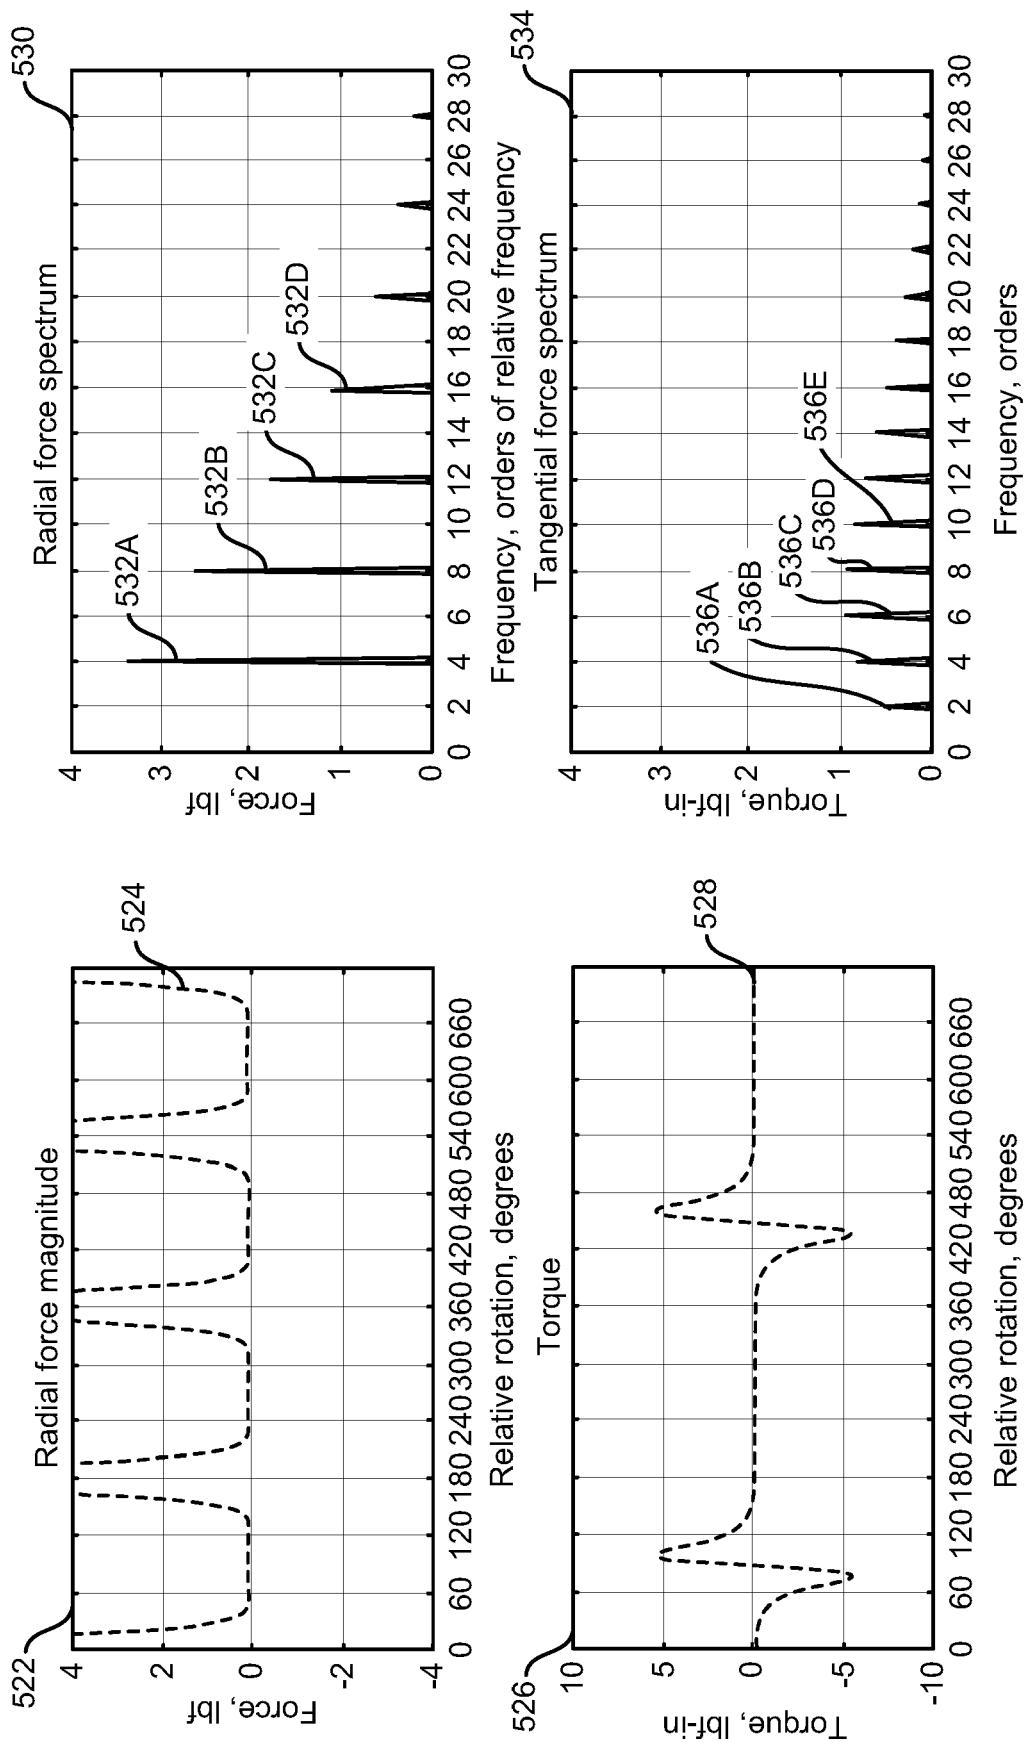 522
Radial force magnitude
524
4
2
0
-2
-4
Force, lbf
0 60 120 180 240 300 360 420 480 540 600 660
Relative rotation, degrees
530
Radial force spectrum
532A
532B
532C
532D
4
3
2
1
0
Force, lbf
0 2 4 6 8 10 12 14 16 18 20 22 24 26 28 30
Frequency, orders of relative frequency
526
Torque
528
10
5
0
-5
-10
Torque, lbf-in
0 60 120 180 240 300 360 420 480 540 600 660
Relative rotation, degrees
534
Tangential force spectrum
536A
536B
536C
536D
536E
4
3
2
1
0
Torque, lbf-in
0 2 4 6 8 10 12 14 16 18 20 22 24 26 28 30
Frequency, orders